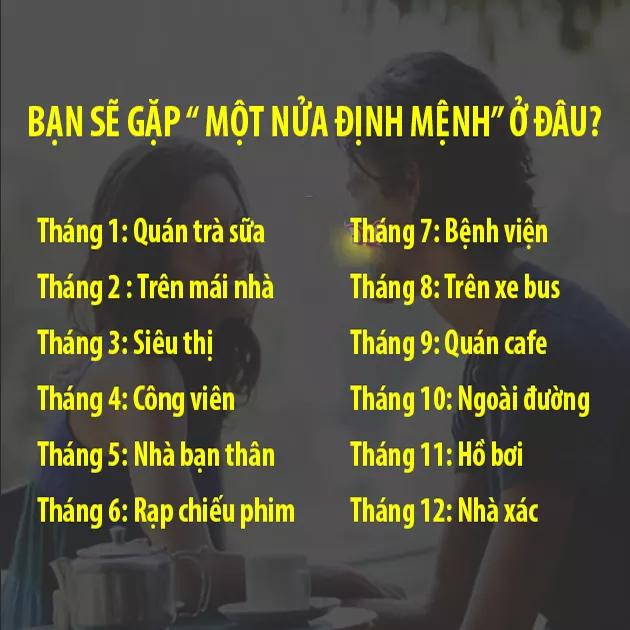 BẠN SẼ GẶP “ MỘT NỬA ĐỊNH MỆNH” Ở ĐÂU?
Tháng 1: Quán trà sữa
Tháng 2 : Trên mái nhà
Tháng 3: Siêu thị
Tháng 4: Công viên
Tháng 5: Nhà bạn thân
Tháng 6: Rạp chiếu phim
Tháng 7: Bệnh viện
Tháng 8: Trên xe bus
Tháng 9: Quán cafe
Tháng 10: Ngoài đường
Tháng 11: Hồ bơi
Tháng 12: Nhà xác